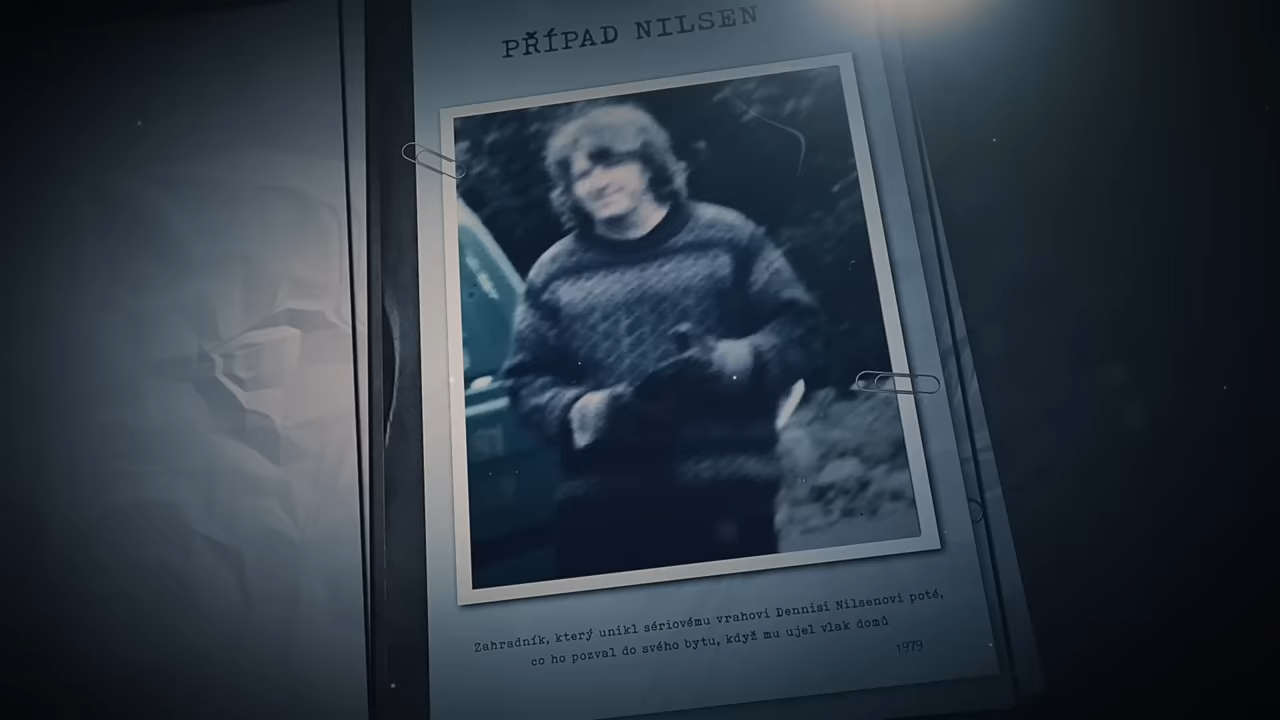 PŘÍPAD NILSEN
Zahradník, který unikl sériovému vrahovi Dennisi Nilsenovi poté,
co ho pozval do svého bytu, když mu ujel vlak domů
1979